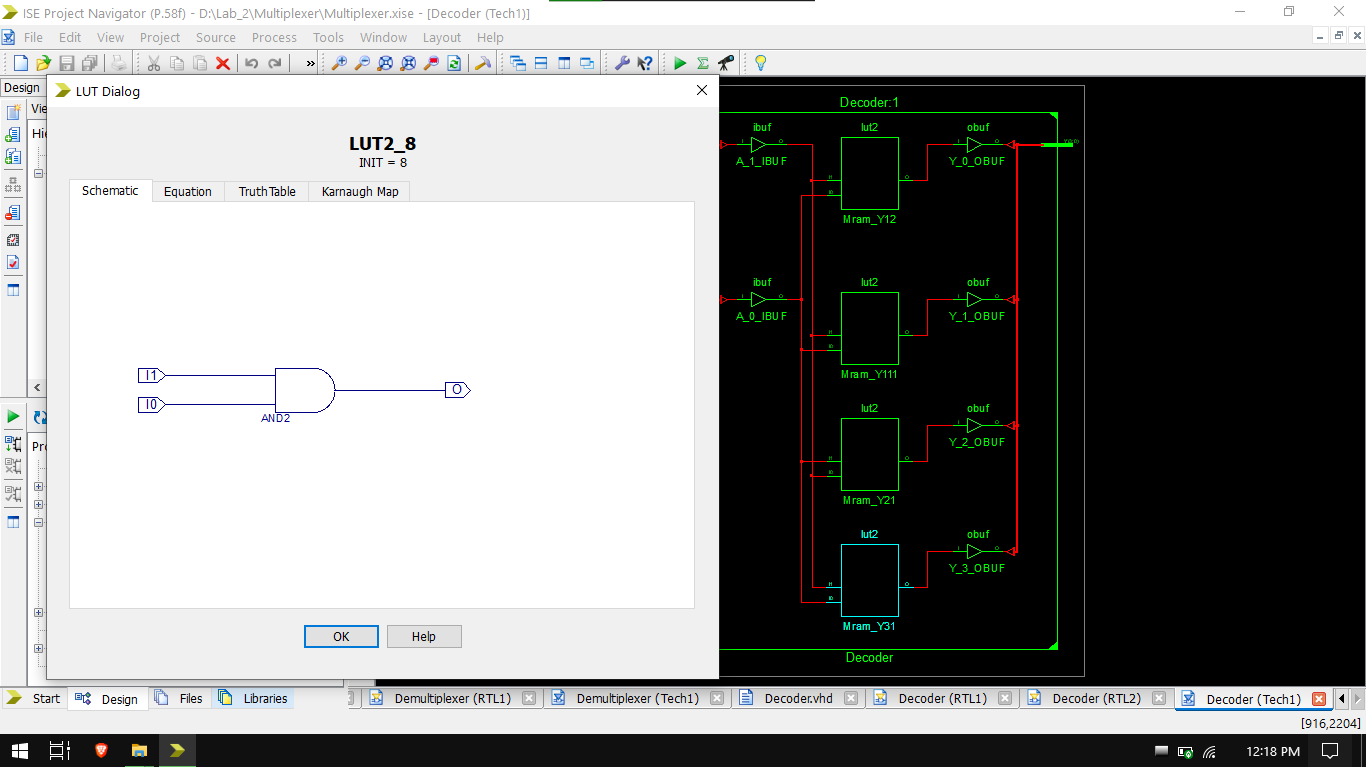 ISE Project Navigator (P.58f) - D:\Lab_2\Multiplexer\Multiplexer.xise - [Decoder (Tech1)]
File Edit View Project Source Process Tools Window Layout Help
»
Design
LUT Dialog
LUT2_8
INIT = 8
Schematic Equation TruthTable Karnaugh Map
I1
I0
AND2
O
OK Help
Decoder:1
ibuf lut2 obuf
A_1_IBUF Y_0_OBUF
Mram_Y12
ibuf lut2 obuf
A_0_IBUF Y_1_OBUF
Mram_Y111
lut2 obuf
Y_2_OBUF
Mram_Y21
lut2 obuf
Y_3_OBUF
Mram_Y31
Decoder
Start Design Files Libraries
Demultiplexer (RTL1) Demultiplexer (Tech1) Decoder.vhd Decoder (RTL1) Decoder (RTL2) Decoder (Tech1)
[916,2204]
12:18 PM